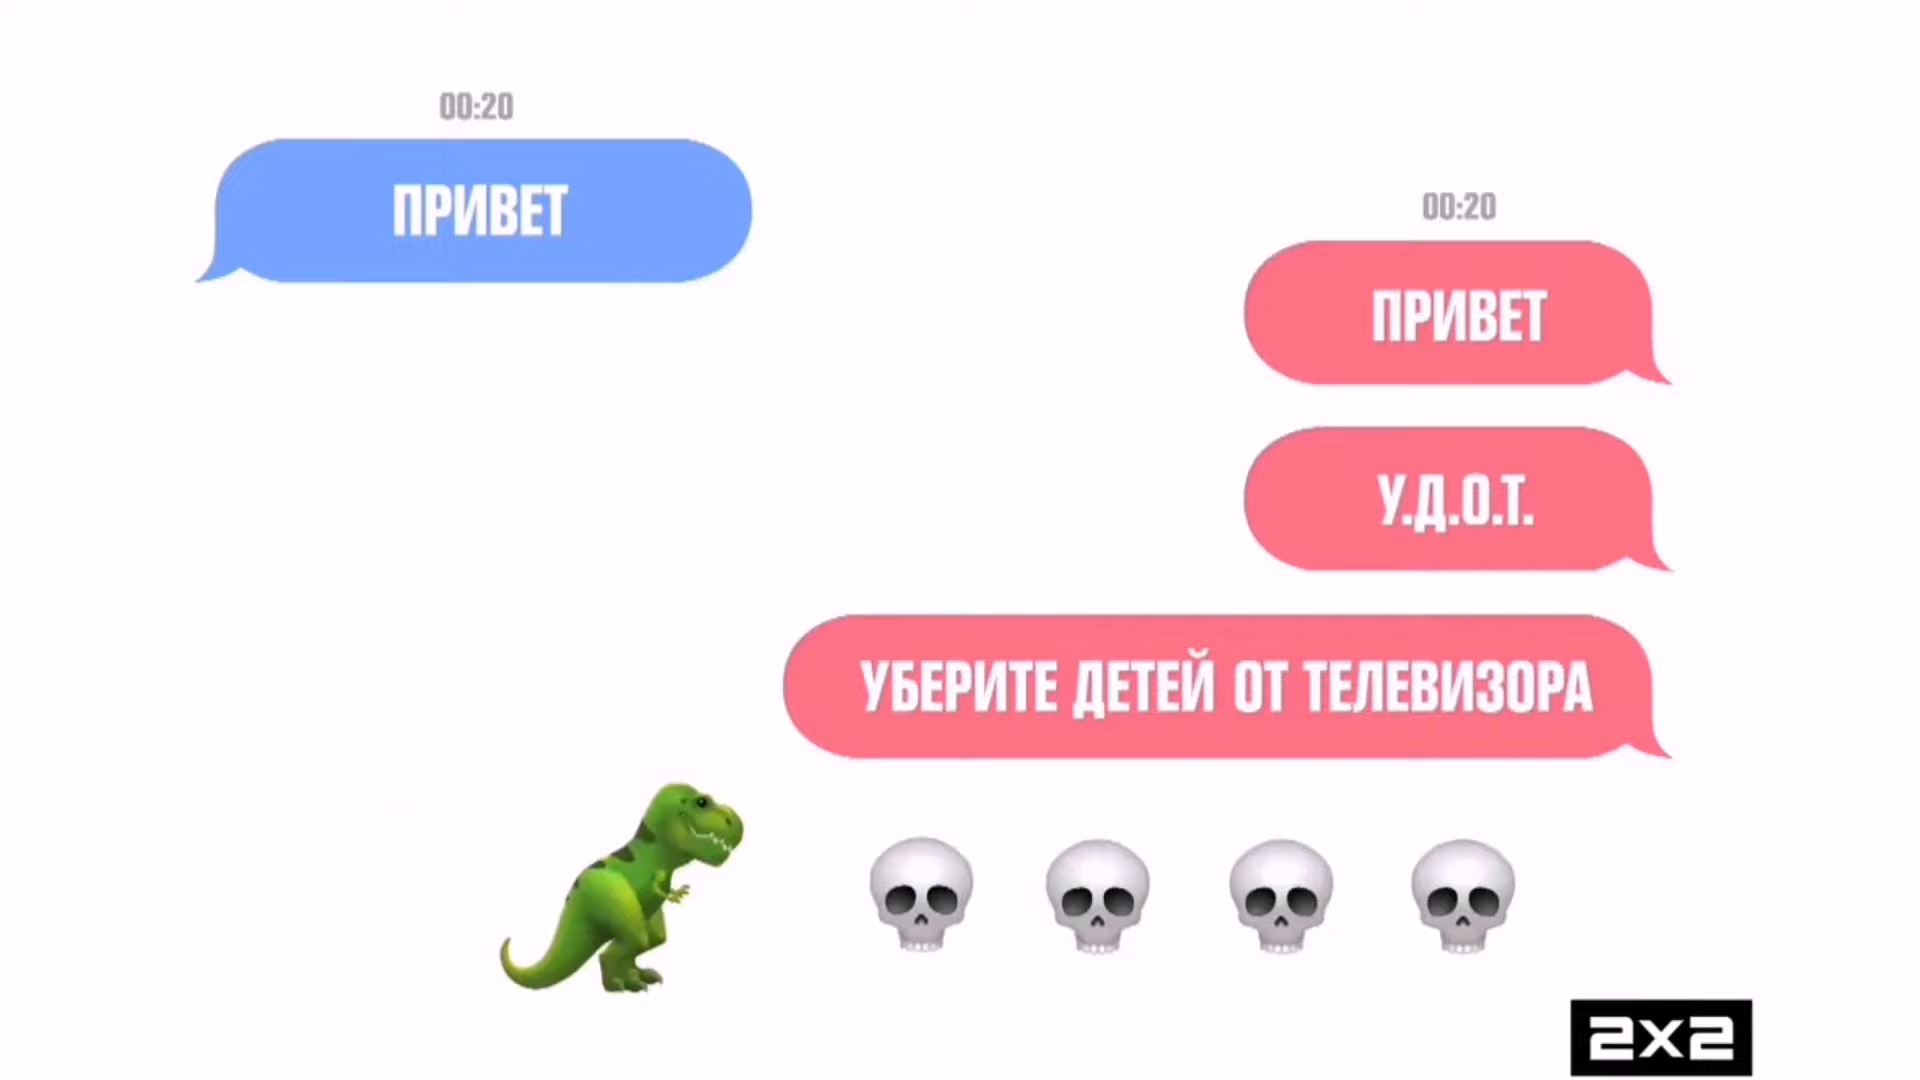 00:20
ПРИВЕТ
00:20
ПРИВЕТ
У.Д.О.Т.
УБЕРИТЕ ДЕТЕЙ ОТ ТЕЛЕВИЗОРА
2x2